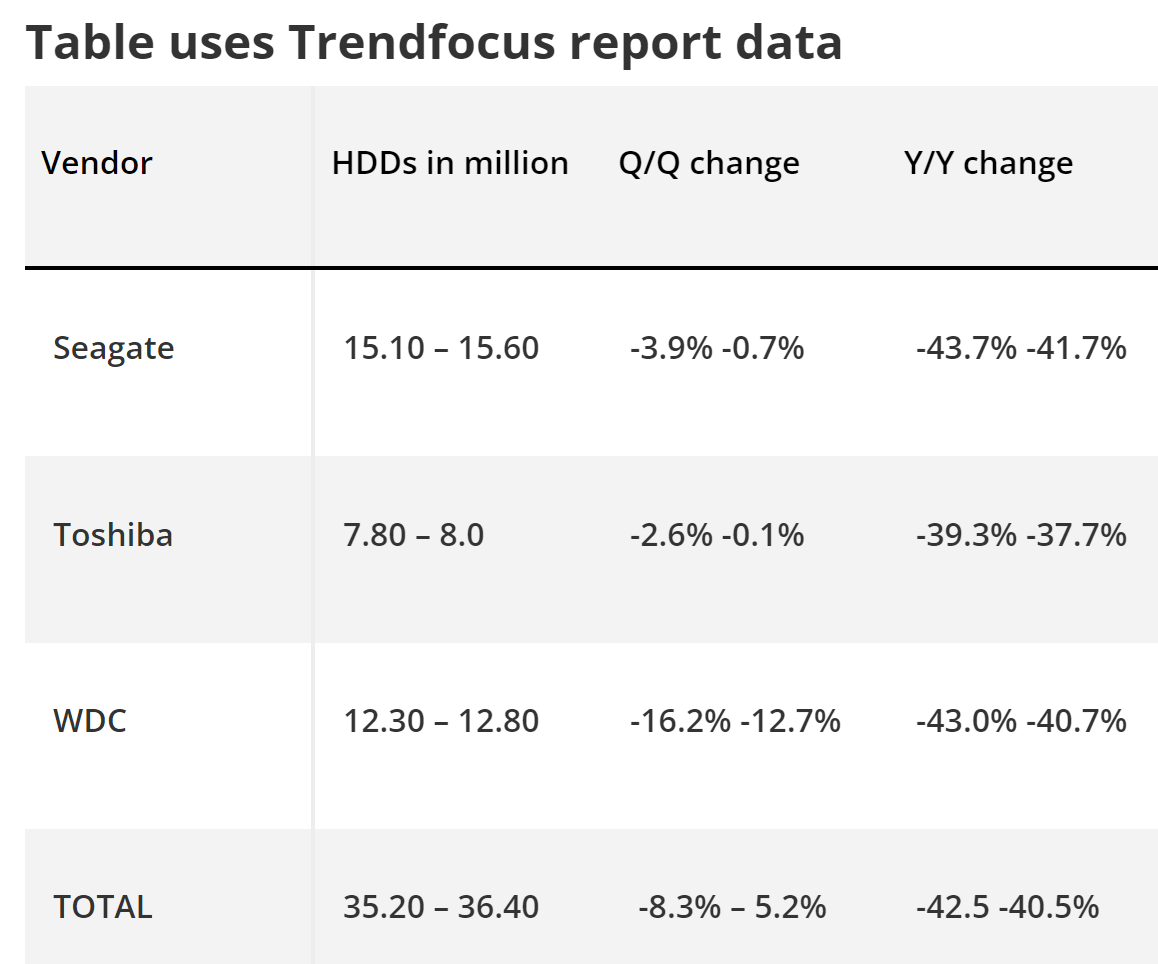 Table uses Trendfocus report data
Vendor HDDs in million Q/Q change Y/Y change
Seagate 15.10 – 15.60 -3.9% -0.7% -43.7% -41.7%
Toshiba 7.80 – 8.0 -2.6% -0.1% -39.3% -37.7%
WDC 12.30 – 12.80 -16.2% -12.7% -43.0% -40.7%
TOTAL 35.20 – 36.40 -8.3% – 5.2% -42.5 -40.5%